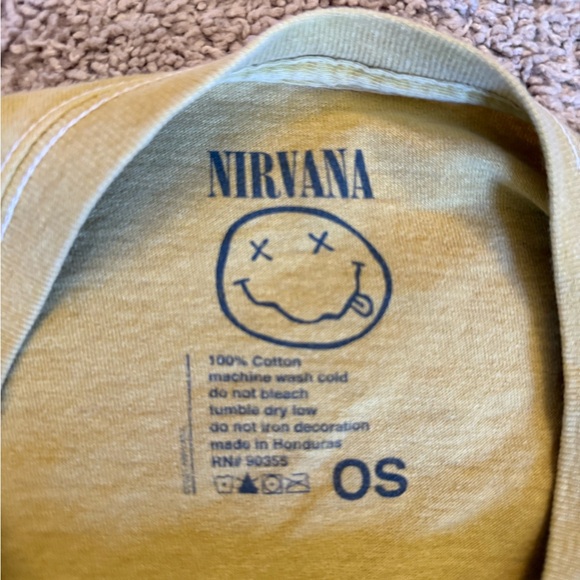 NIRVANA
100% Cotton
machine wash cold
do not bleach
tumble dry low
do not iron decoration
made in Honduras
RN# 90355
OS